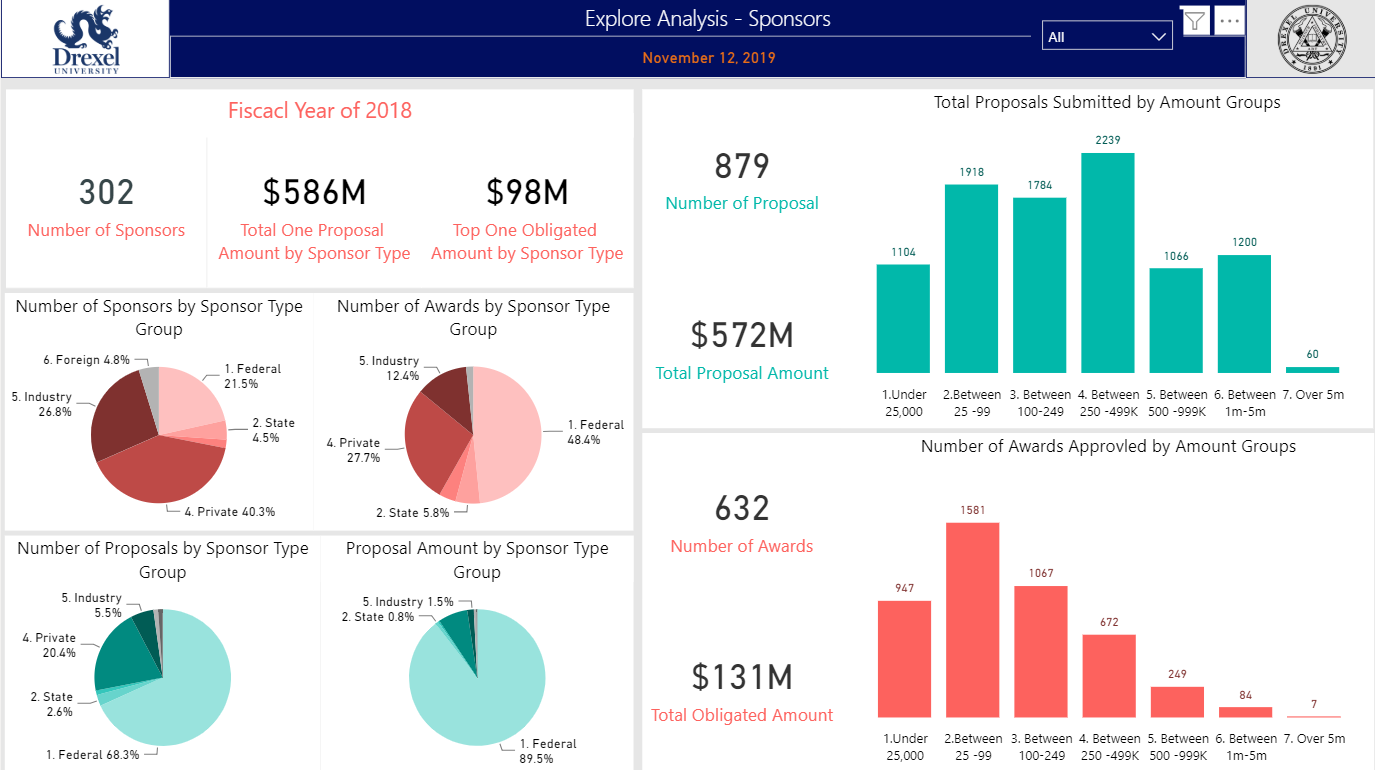 Drexel
UNIVERSITY
Explore Analysis - Sponsors
November 12, 2019
All
...
DREXEL UNIVERSITY
1891
Fiscacl Year of 2018
302
Number of Sponsors
$586M
Total One Proposal
Amount by Sponsor Type
$98M
Top One Obligated
Amount by Sponsor Type
Number of Sponsors by Sponsor Type
Group
6. Foreign 4.8%
1. Federal
21.5%
5. Industry
26.8%
2. State
4.5%
4. Private 40.3%
Number of Awards by Sponsor Type
Group
5. Industry
12.4%
1. Federal
48.4%
4. Private
27.7%
2. State 5.8%
Number of Proposals by Sponsor Type
Group
5. Industry
5.5%
4. Private
20.4%
2. State
2.6%
1. Federal 68.3%
Proposal Amount by Sponsor Type
Group
5. Industry 1.5%
2. State 0.8%
1. Federal
89.5%
879
Number of Proposal
$572M
Total Proposal Amount
Total Proposals Submitted by Amount Groups
1104
1918
1784
2239
1066
1200
60
1.Under
25,000
2.Between
25 -99
3. Between
100-249
4. Between
250 -499K
5. Between
500 -999K
6. Between
1m-5m
7. Over 5m
632
Number of Awards
$131M
Total Obligated Amount
Number of Awards Approvled by Amount Groups
947
1581
1067
672
249
84
7
1.Under
25,000
2.Between
25 -99
3. Between
100-249
4. Between
250 -499K
5. Between
500 -999K
6. Between
1m-5m
7. Over 5m